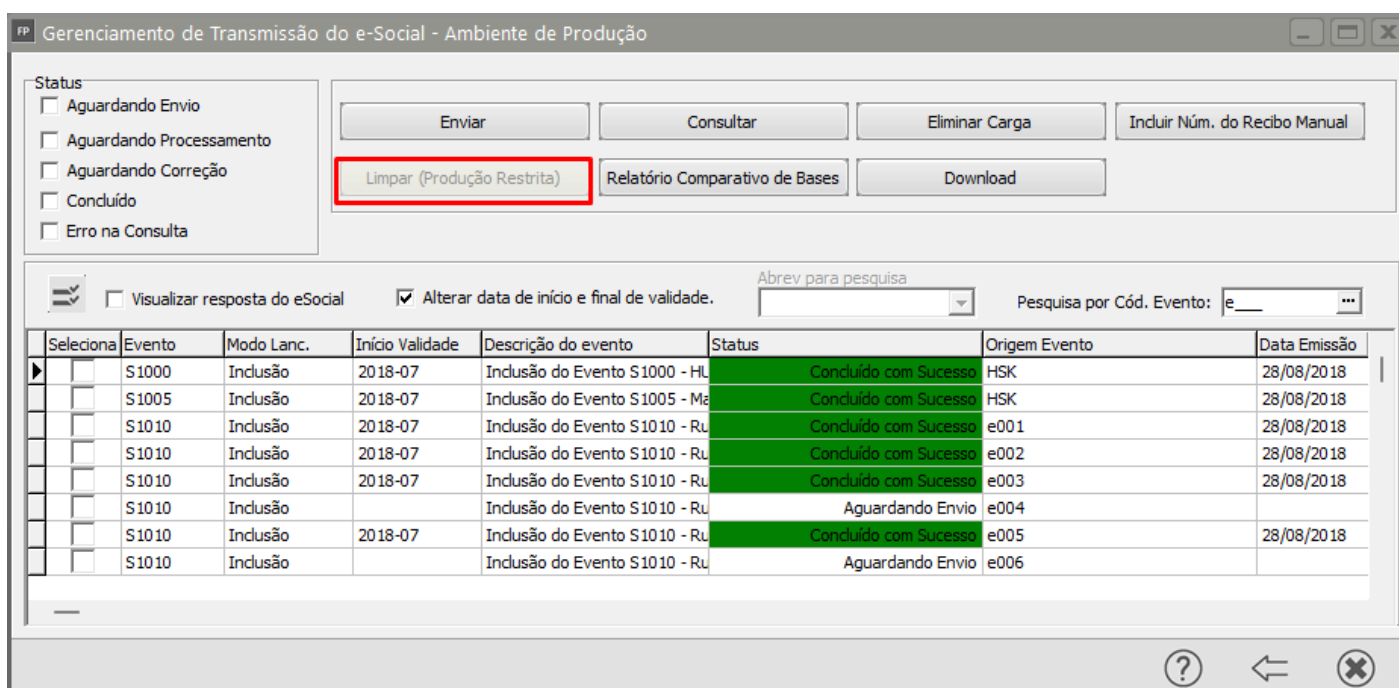 FP Gerenciamento de Transmissão do e-Social - Ambiente de Produção
Status
Aguardando Envio
Aguardando Processamento
Aguardando Correção
Concluído
Erro na Consulta
Enviar Consultar Eliminar Carga Incluir Núm. do Recibo Manual
Limpar (Produção Restrita) Relatório Comparativo de Bases Download
Abrev para pesquisa
Visualizar resposta do eSocial Alterar data de início e final de validade. Pesquisa por Cód. Evento: e___ ...
Seleciona Evento Modo Lanc. Início Validade Descrição do evento Status Origem Evento Data Emissão
S1000 Inclusão 2018-07 Inclusão do Evento S1000 - HU Concluído com Sucesso HSK 28/08/2018
S1005 Inclusão 2018-07 Inclusão do Evento S1005 - Ma Concluído com Sucesso HSK 28/08/2018
S1010 Inclusão 2018-07 Inclusão do Evento S1010 - Ru Concluído com Sucesso e001 28/08/2018
S1010 Inclusão 2018-07 Inclusão do Evento S1010 - Ru Concluído com Sucesso e002 28/08/2018
S1010 Inclusão 2018-07 Inclusão do Evento S1010 - Ru Concluído com Sucesso e003 28/08/2018
S1010 Inclusão Inclusão do Evento S1010 - Ru Aguardando Envio e004
S1010 Inclusão 2018-07 Inclusão do Evento S1010 - Ru Concluído com Sucesso e005 28/08/2018
S1010 Inclusão Inclusão do Evento S1010 - Ru Aguardando Envio e006